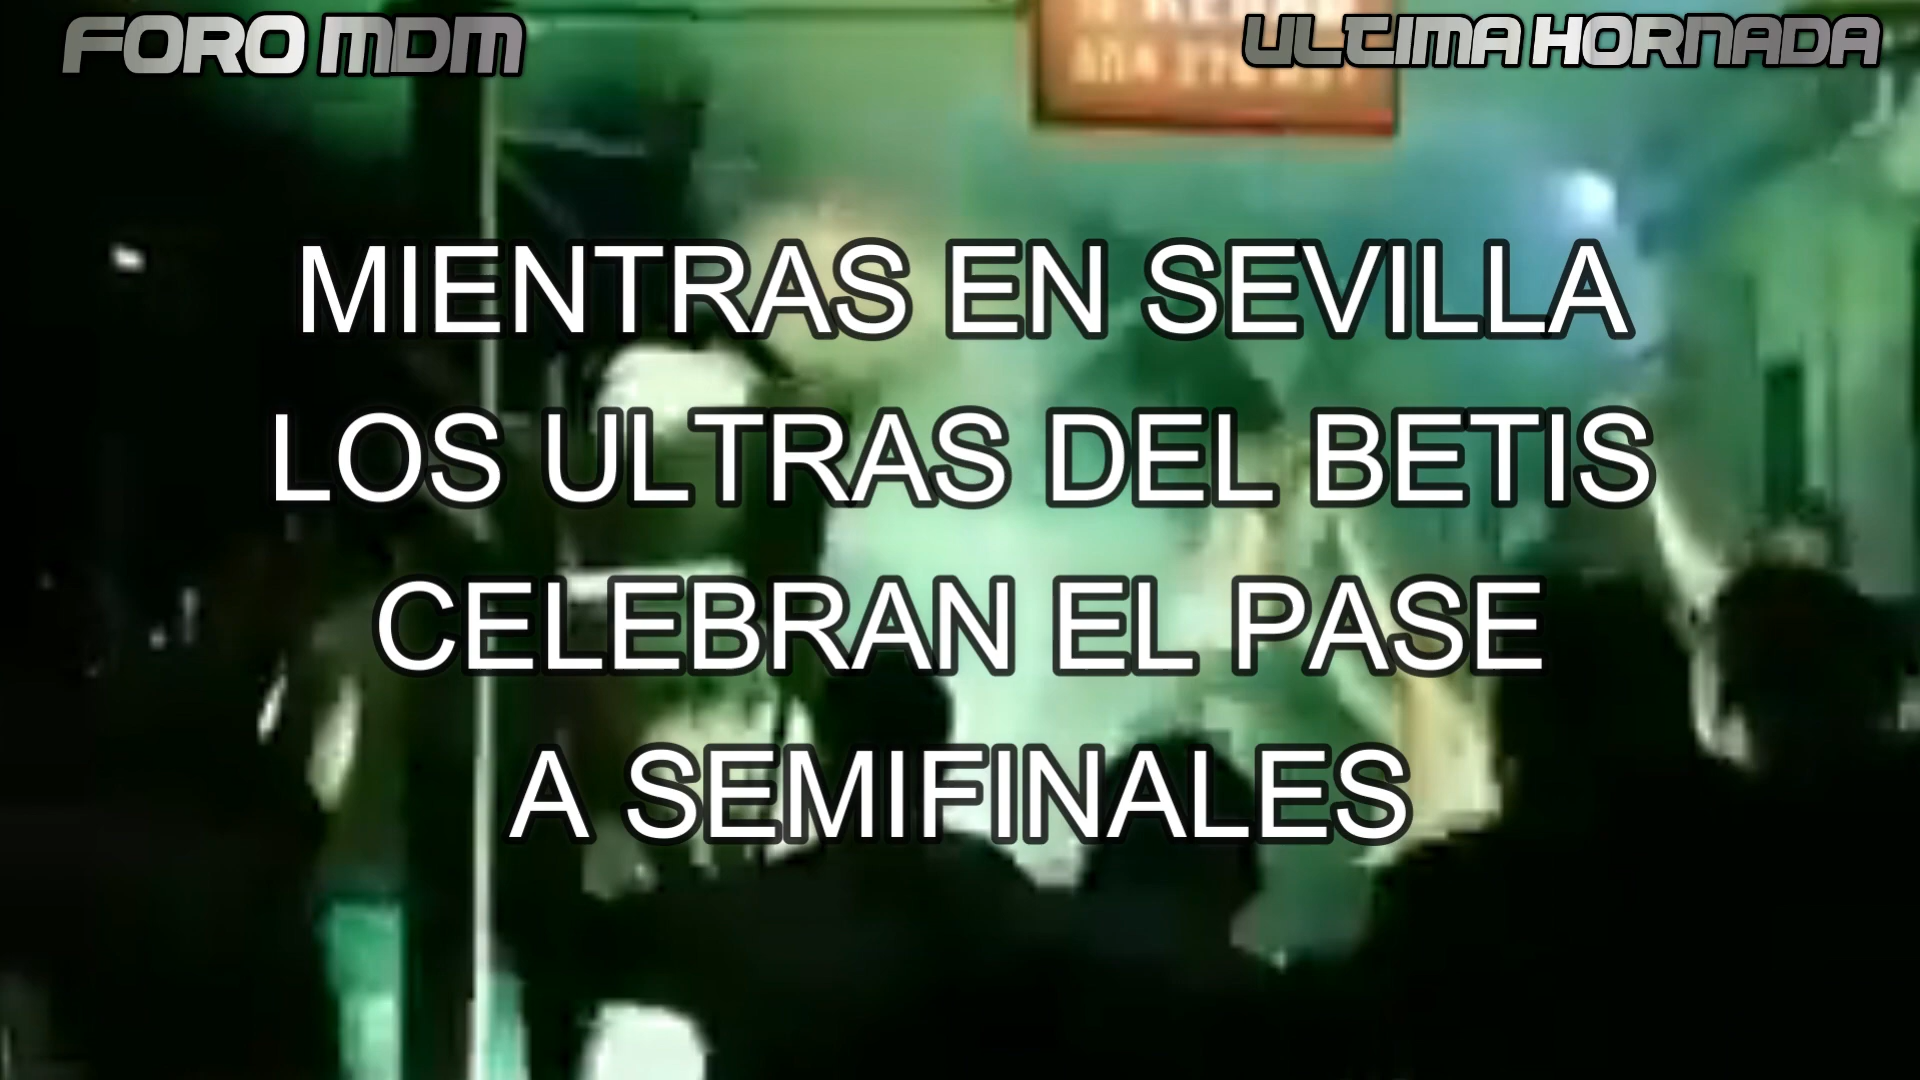 FORO MDM
ULTIMA HORNADA
MIENTRAS EN SEVILLA
LOS ULTRAS DEL BETIS
CELEBRAN EL PASE
A SEMIFINALES